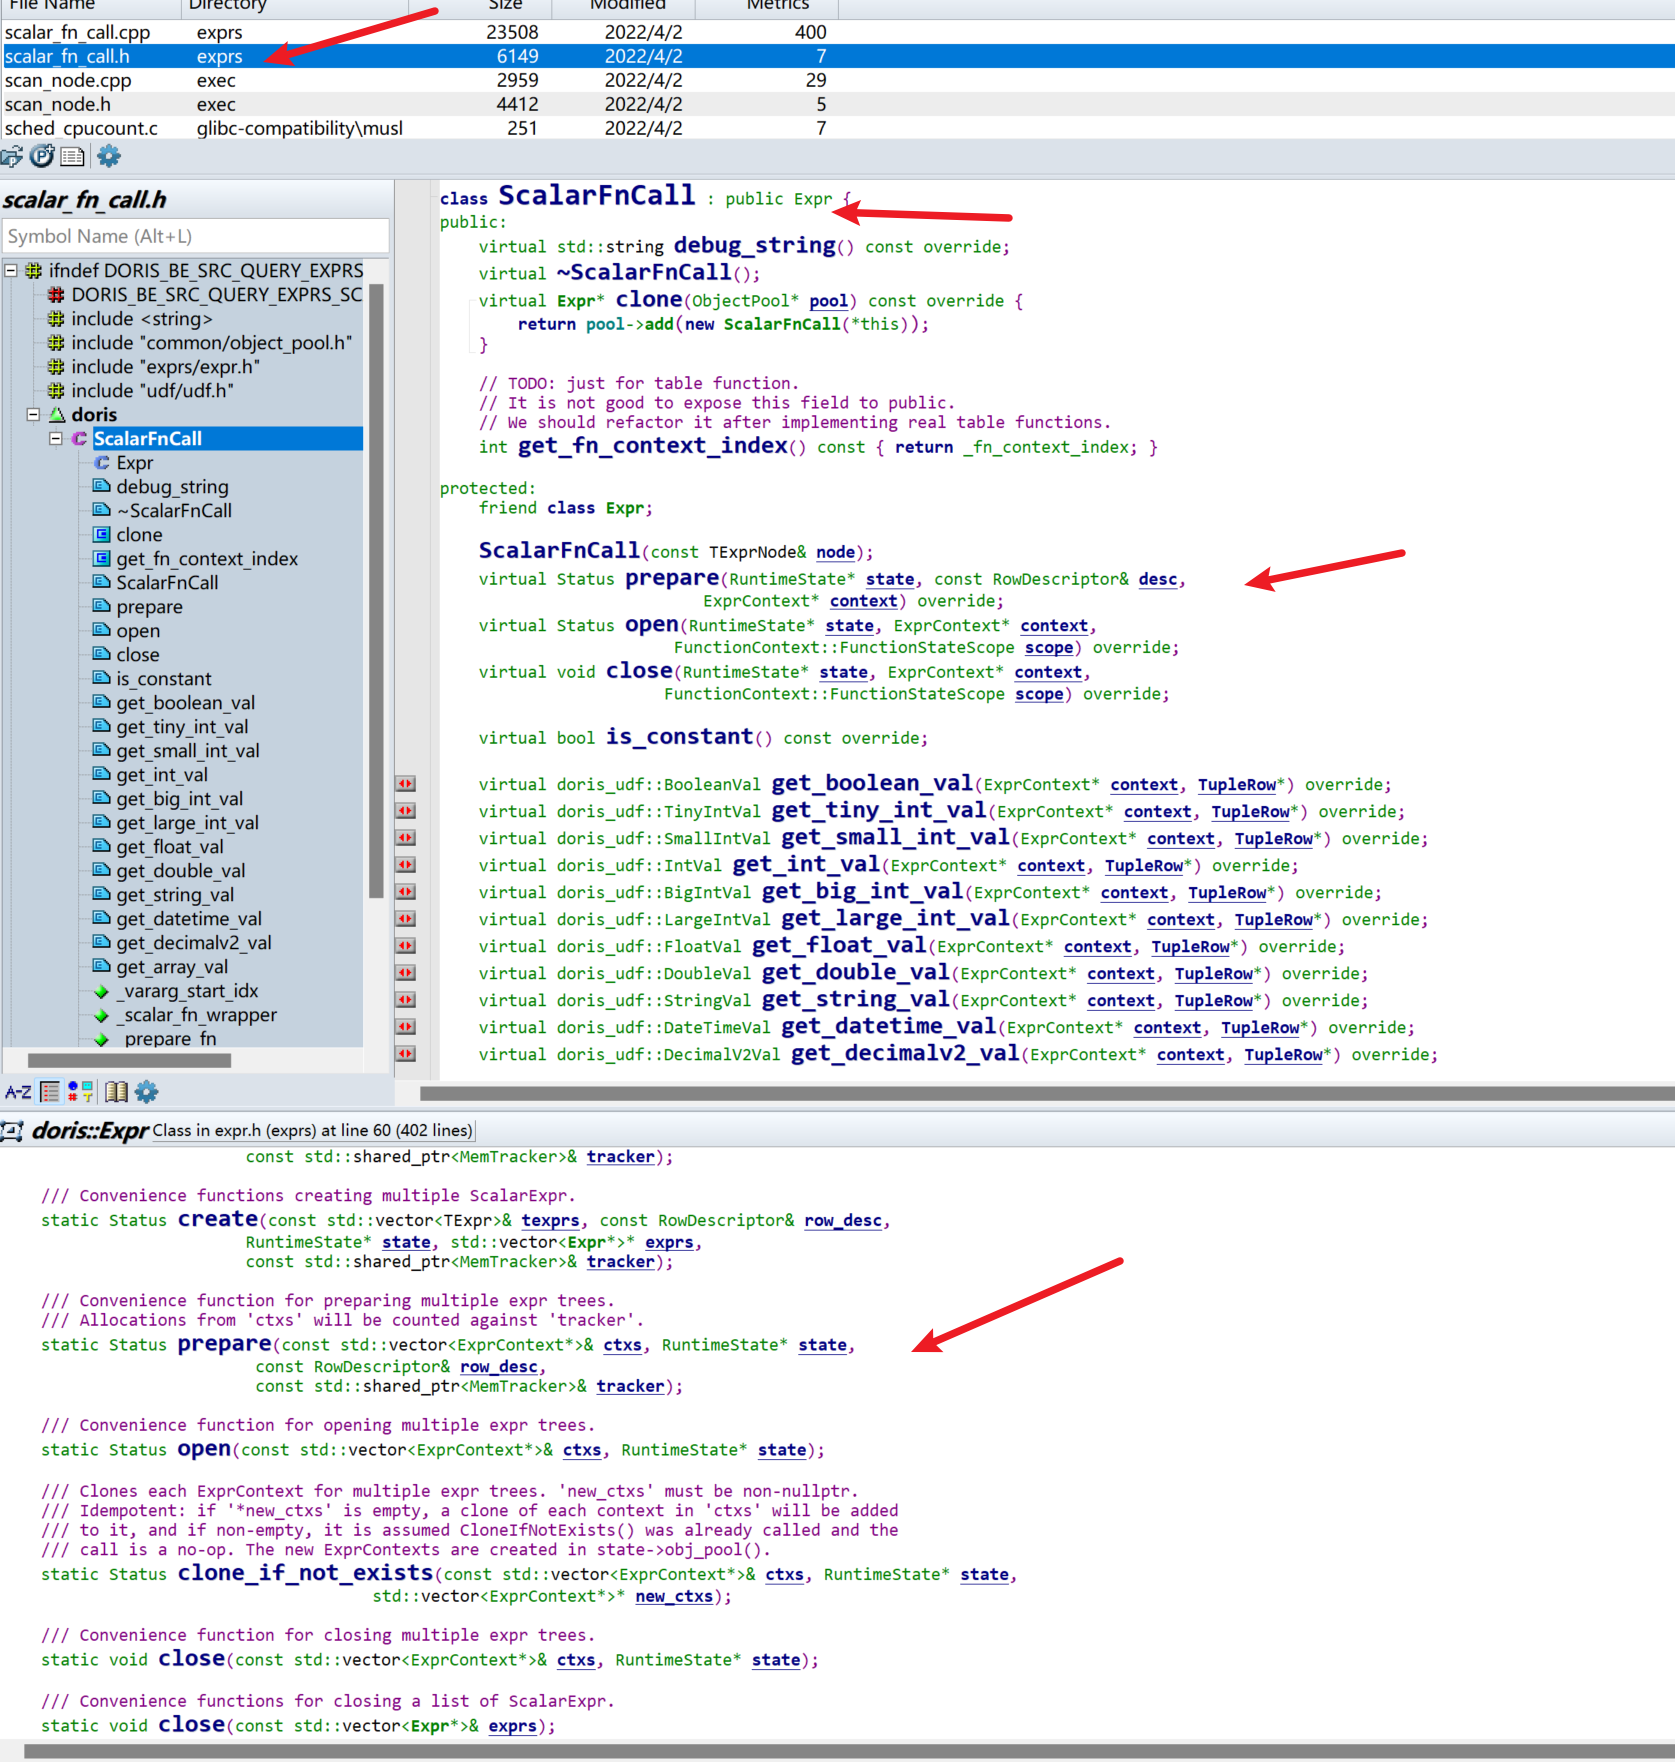 File Name Directory Size Modified Metrics
scalar_fn_call.cpp exprs 23508 2022/4/2 400
scalar_fn_call.h exprs 6149 2022/4/2 7
scan_node.cpp exec 2959 2022/4/2 29
scan_node.h exec 4412 2022/4/2 5
sched_cpucount.c glibc-compatibility\musl 251 2022/4/2 7
scalar_fn_call.h
Symbol Name (Alt+L)
ifndef DORIS_BE_SRC_QUERY_EXPRS
DORIS_BE_SRC_QUERY_EXPRS_SC
include <string>
include "common/object_pool.h"
include "exprs/expr.h"
include "udf/udf.h"
doris
ScalarFnCall
Expr
debug_string
~ScalarFnCall
clone
get_fn_context_index
ScalarFnCall
prepare
open
close
is_constant
get_boolean_val
get_tiny_int_val
get_small_int_val
get_int_val
get_big_int_val
get_large_int_val
get_float_val
get_double_val
get_string_val
get_datetime_val
get_decimalv2_val
get_array_val
_vararg_start_idx
_scalar_fn_wrapper
_prepare_fn
A-Z
class ScalarFnCall : public Expr {
public:
virtual std::string debug_string() const override;
virtual ~ScalarFnCall();
virtual Expr* clone(ObjectPool* pool) const override {
return pool->add(new ScalarFnCall(*this));
}
// TODO: just for table function.
// It is not good to expose this field to public.
// We should refactor it after implementing real table functions.
int get_fn_context_index() const { return _fn_context_index; }
protected:
friend class Expr;
ScalarFnCall(const TExprNode& node);
virtual Status prepare(RuntimeState* state, const RowDescriptor& desc,
ExprContext* context) override;
virtual Status open(RuntimeState* state, ExprContext* context,
FunctionContext::FunctionStateScope scope) override;
virtual void close(RuntimeState* state, ExprContext* context,
FunctionContext::FunctionStateScope scope) override;
virtual bool is_constant() const override;
virtual doris_udf::BooleanVal get_boolean_val(ExprContext* context, TupleRow*) override;
virtual doris_udf::TinyIntVal get_tiny_int_val(ExprContext* context, TupleRow*) override;
virtual doris_udf::SmallIntVal get_small_int_val(ExprContext* context, TupleRow*) override;
virtual doris_udf::IntVal get_int_val(ExprContext* context, TupleRow*) override;
virtual doris_udf::BigIntVal get_big_int_val(ExprContext* context, TupleRow*) override;
virtual doris_udf::LargeIntVal get_large_int_val(ExprContext* context, TupleRow*) override;
virtual doris_udf::FloatVal get_float_val(ExprContext* context, TupleRow*) override;
virtual doris_udf::DoubleVal get_double_val(ExprContext* context, TupleRow*) override;
virtual doris_udf::StringVal get_string_val(ExprContext* context, TupleRow*) override;
virtual doris_udf::DateTimeVal get_datetime_val(ExprContext* context, TupleRow*) override;
virtual doris_udf::DecimalV2Val get_decimalv2_val(ExprContext* context, TupleRow*) override;
doris::Expr Class in expr.h (exprs) at line 60 (402 lines)
const std::shared_ptr<MemTracker>& tracker);
/// Convenience functions creating multiple ScalarExpr.
static Status create(const std::vector<TExpr>& texprs, const RowDescriptor& row_desc,
RuntimeState* state, std::vector<Expr*>* exprs,
const std::shared_ptr<MemTracker>& tracker);
/// Convenience function for preparing multiple expr trees.
/// Allocations from 'ctxs' will be counted against 'tracker'.
static Status prepare(const std::vector<ExprContext*>& ctxs, RuntimeState* state,
const RowDescriptor& row_desc,
const std::shared_ptr<MemTracker>& tracker);
/// Convenience function for opening multiple expr trees.
static Status open(const std::vector<ExprContext*>& ctxs, RuntimeState* state);
/// Clones each ExprContext for multiple expr trees. 'new_ctxs' must be non-nullptr.
/// Idempotent: if '*new_ctxs' is empty, a clone of each context in 'ctxs' will be added
/// to it, and if non-empty, it is assumed CloneIfNotExists() was already called and the
/// call is a no-op. The new ExprContexts are created in state->obj_pool().
static Status clone_if_not_exists(const std::vector<ExprContext*>& ctxs, RuntimeState* state,
std::vector<ExprContext*>* new_ctxs);
/// Convenience function for closing multiple expr trees.
static void close(const std::vector<ExprContext*>& ctxs, RuntimeState* state);
/// Convenience functions for closing a list of ScalarExpr.
static void close(const std::vector<Expr*>& exprs);